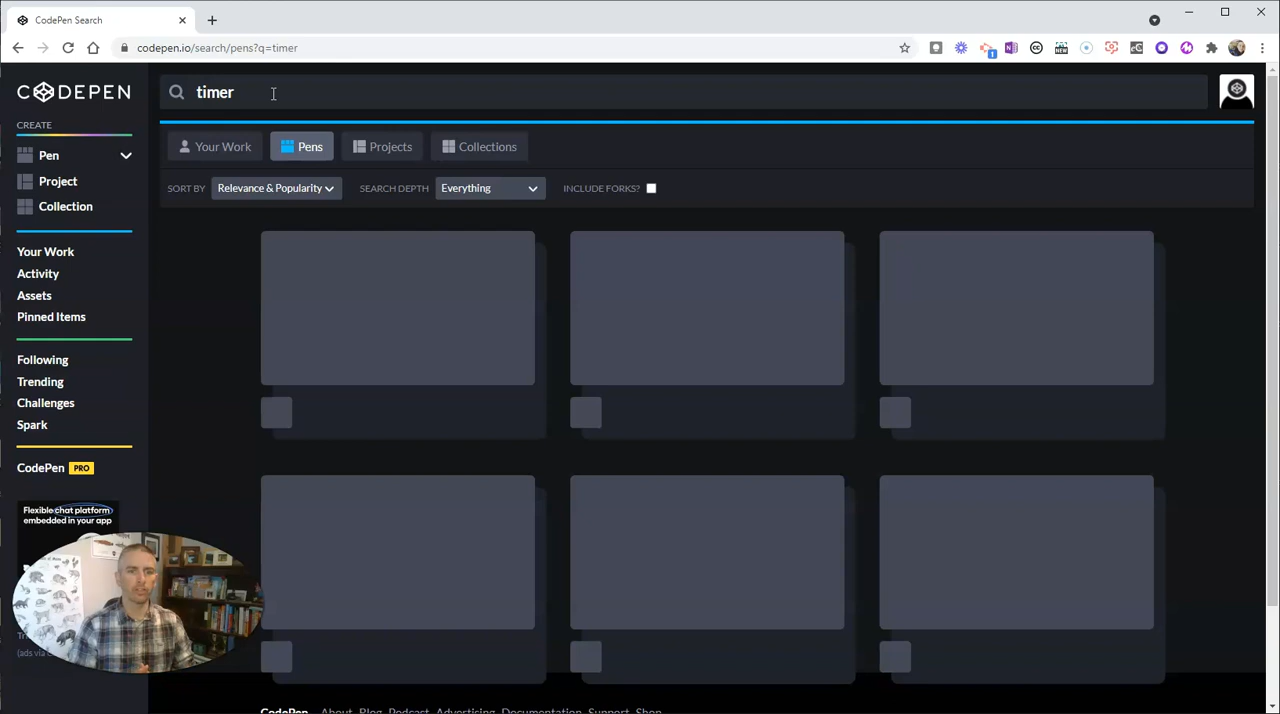 CodePen Search
codepen.io/search/pens?q=timer
CODEPEN
timer
CREATE
Pen
Project
Collection
Your Work
Activity
Assets
Pinned Items
Following
Trending
Challenges
Spark
CodePen PRO
Flexible chat platform
embedded in your app
(ads via
Your Work
Pens
Projects
Collections
SORT BY Relevance & Popularity SEARCH DEPTH Everything INCLUDE FORKS?
CodePen About Blog Podcast Advertising Documentation Support Shop